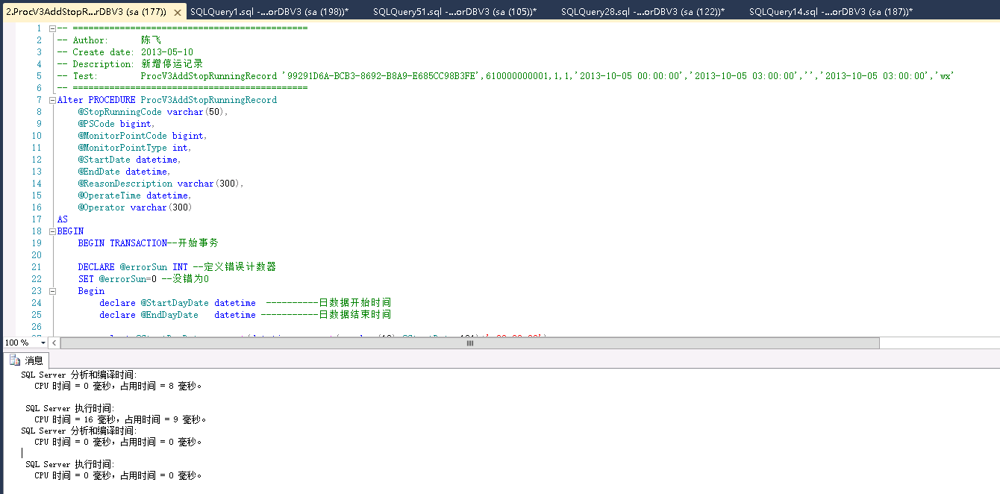 2.ProcV3AddStopR...rDBV3 (sa (177)) × SQLQuery1.sql -...orDBV3 (sa (198))* SQLQuery51.sql -...orDBV3 (sa (105))* SQLQuery28.sql -...orDBV3 (sa (122))* SQLQuery14.sql -...orDBV3 (sa (187))*
1 -- =============================================
2 -- Author: 陈飞
3 -- Create date: 2013-05-10
4 -- Description: 新增停运记录
5 -- Test: ProcV3AddStopRunningRecord '99291D6A-BCB3-8692-B8A9-E685CC98B3FE',610000000001,1,1,'2013-10-05 00:00:00','2013-10-05 03:00:00','','2013-10-05 03:00:00','wx'
6 -- =============================================
7 Alter PROCEDURE ProcV3AddStopRunningRecord
8 @StopRunningCode varchar(50),
9 @PSCode bigint,
10 @MonitorPointCode bigint,
11 @MonitorPointType int,
12 @StartDate datetime,
13 @EndDate datetime,
14 @ReasonDescription varchar(300),
15 @OperateTime datetime,
16 @Operator varchar(300)
17 AS
18 BEGIN
19 BEGIN TRANSACTION--开始事务
20
21 DECLARE @errorSun INT --定义错误计数器
22 SET @errorSun=0 --没错为0
23 Begin
24 declare @StartDayDate datetime ----------日数据开始时间
25 declare @EndDayDate datetime -----------日数据结束时间
26
100 %
消息
SQL Server 分析和编译时间:
CPU 时间 = 0 毫秒，占用时间 = 8 毫秒。
SQL Server 执行时间:
CPU 时间 = 16 毫秒，占用时间 = 9 毫秒。
SQL Server 分析和编译时间:
CPU 时间 = 0 毫秒，占用时间 = 0 毫秒。
SQL Server 执行时间:
CPU 时间 = 0 毫秒，占用时间 = 0 毫秒。